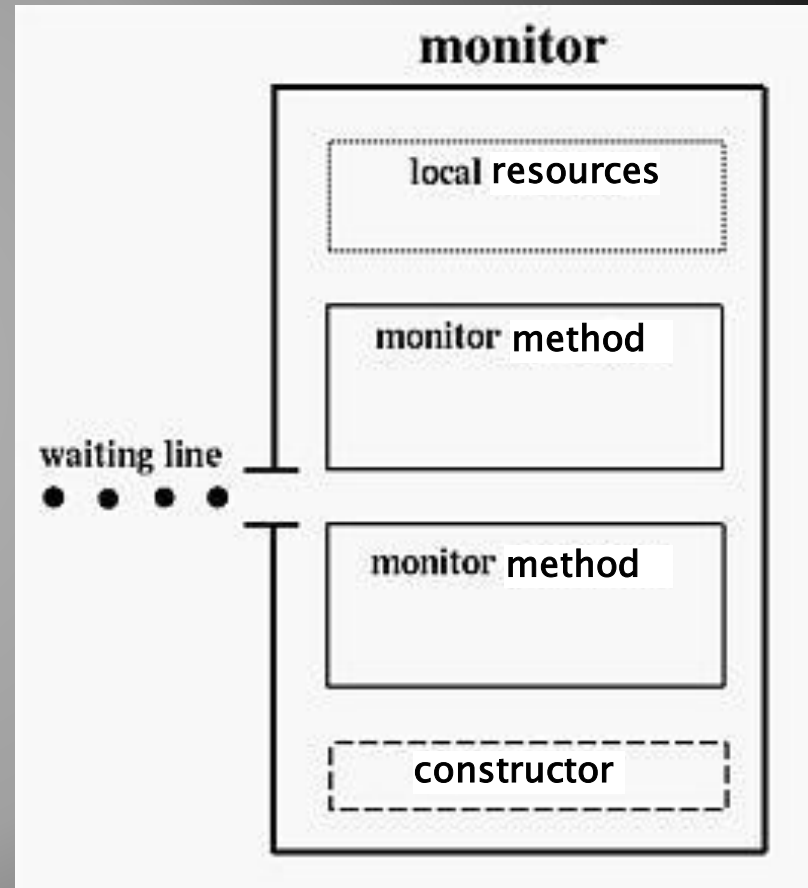 monitor
local resources
monitor method
waiting line
monitor method
constructor